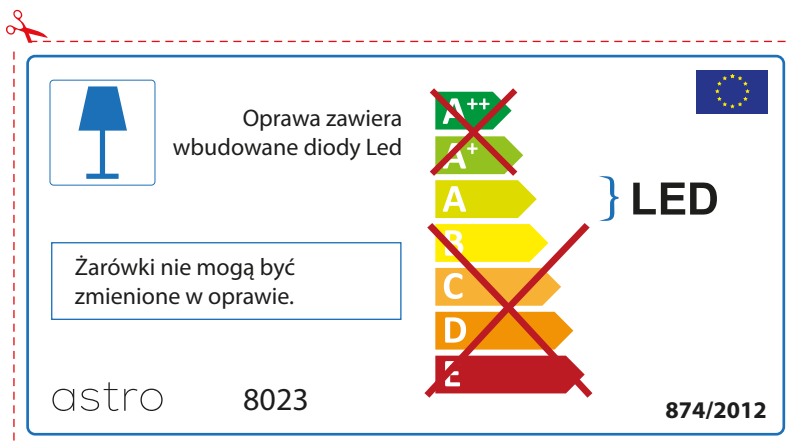 Oprawa zawiera
wbudowane diody Led
A++
A+
A
B
C
D
E
LED
Żarówki nie mogą być
zmienione w oprawie.
astro
8023
874/2012